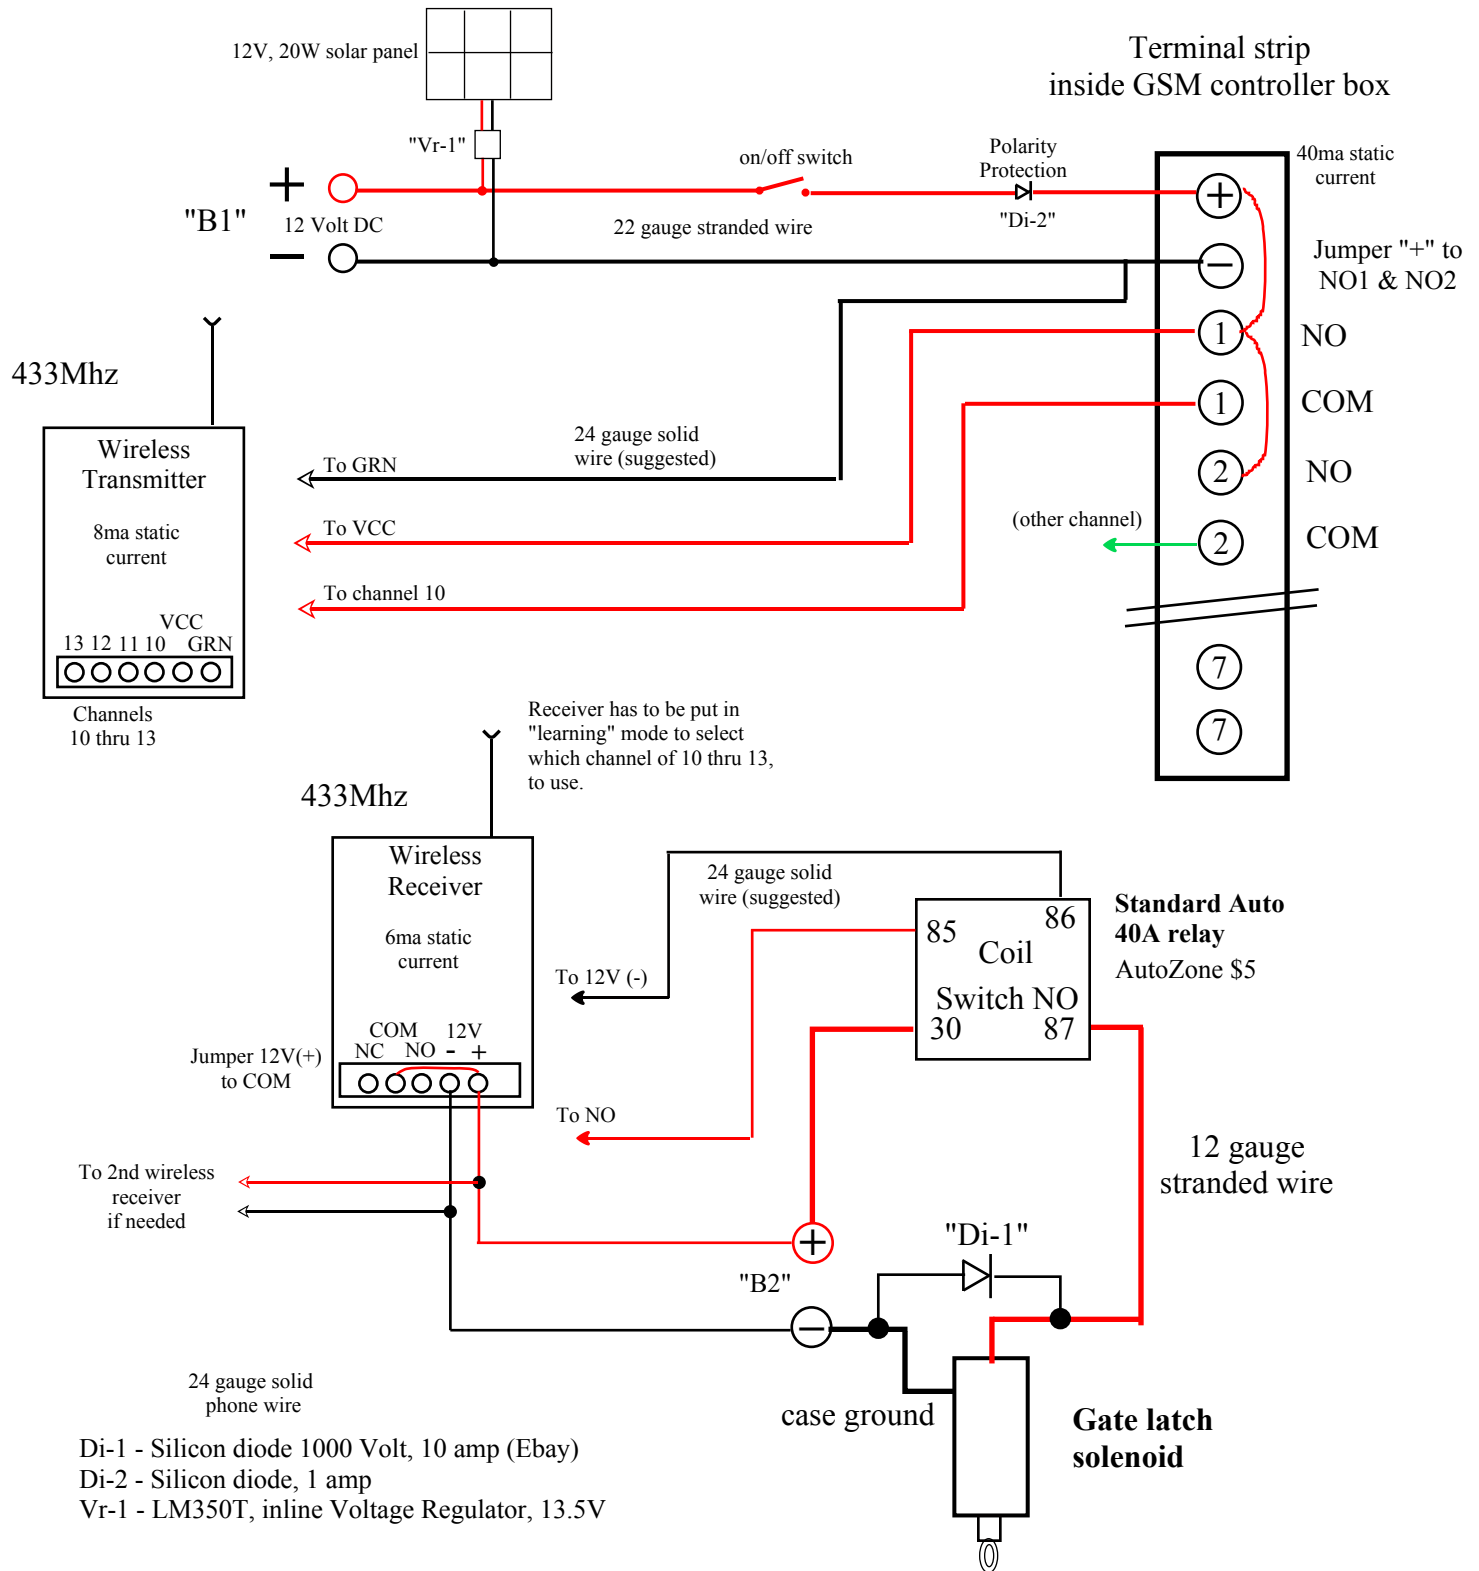 12V, 20W solar panel
Terminal strip
inside GSM controller box
"Vr-1"
on/off switch
Polarity
Protection
40ma static
current
+
"B1"
12 Volt DC
−
22 gauge stranded wire
"Di-2"
+
−
Jumper "+" to
NO1 & NO2
1
NO
433Mhz
1
COM
Wireless
Transmitter
24 gauge solid
wire (suggested)
To GRN
2
NO
8ma static
current
To VCC
(other channel)
2
COM
To channel 10
VCC
13 12 11 10 GRN
7
Channels
10 thru 13
7
Receiver has to be put in
"learning" mode to select
which channel of 10 thru 13,
to use.
433Mhz
Wireless
Receiver
24 gauge solid
wire (suggested)
85
86
Coil
Standard Auto
40A relay
AutoZone $5
6ma static
current
To 12V (-)
Switch NO
30
87
COM 12V
NC NO - +
Jumper 12V(+)
to COM
To NO
12 gauge
stranded wire
To 2nd wireless
receiver
if needed
+
"Di-1"
"B2"
−
24 gauge solid
phone wire
case ground
Gate latch
solenoid
Di-1 - Silicon diode 1000 Volt, 10 amp (Ebay)
Di-2 - Silicon diode, 1 amp
Vr-1 - LM350T, inline Voltage Regulator, 13.5V